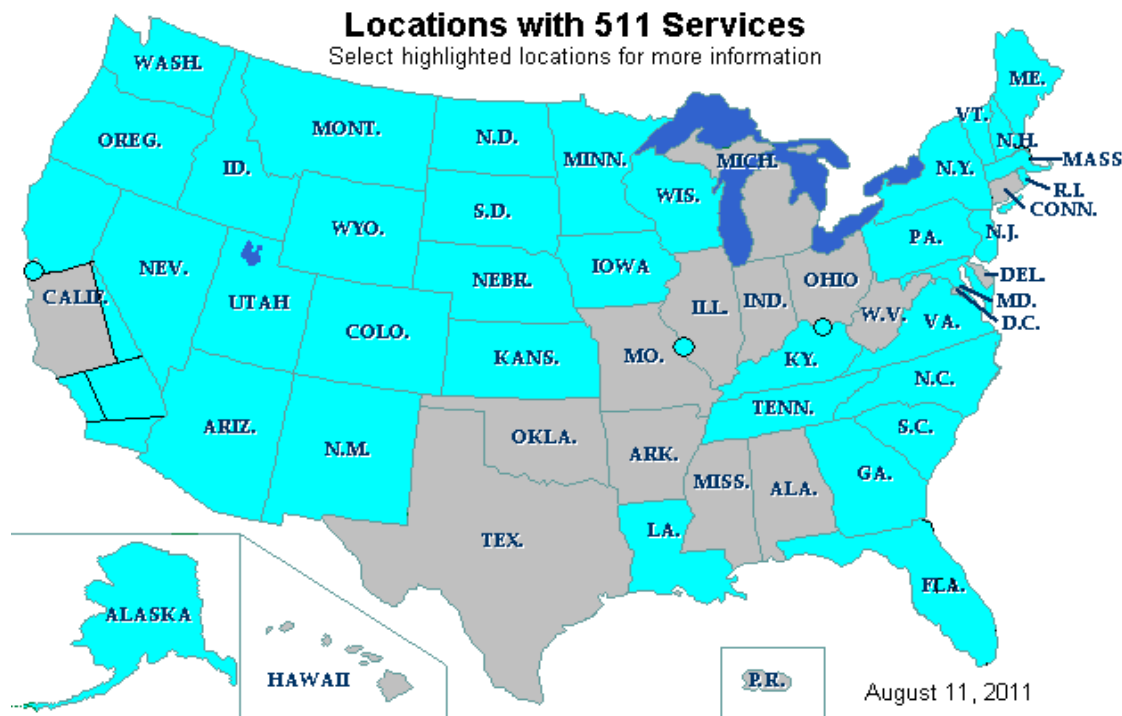 Locations with 511 Services
Select highlighted locations for more information
WASH.
ME.
VT.
MONT.
N.D.
OREG.
N.H.
MINN.
MICH.
MASS
ID.
N.Y.
R.I.
WIS.
CONN.
S.D.
WYO.
N.J.
PA.
NEV.
IOWA
DEL.
NEBR.
OHIO
CALIF.
UTAH
MD.
ILL.
IND.
W.V.
D.C.
VA.
COLO.
MO.
KANS.
KY.
N.C.
TENN.
ARIZ.
S.C.
OKLA.
N.M.
ARK.
GA.
MISS.
ALA.
LA.
TEX.
FLA.
ALASKA
HAWAII
P.R.
August 11, 2011